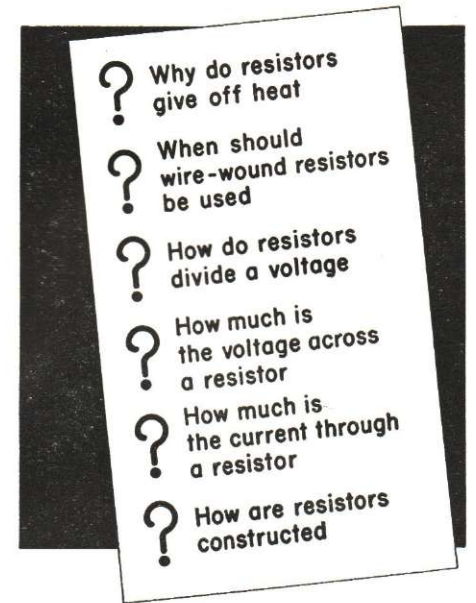 ? Why do resistors
give off heat
? When should
wire-wound resistors
be used
? How do resistors
divide a voltage
? How much is
the voltage across
a resistor
? How much is
the current through
a resistor
? How are resistors
constructed